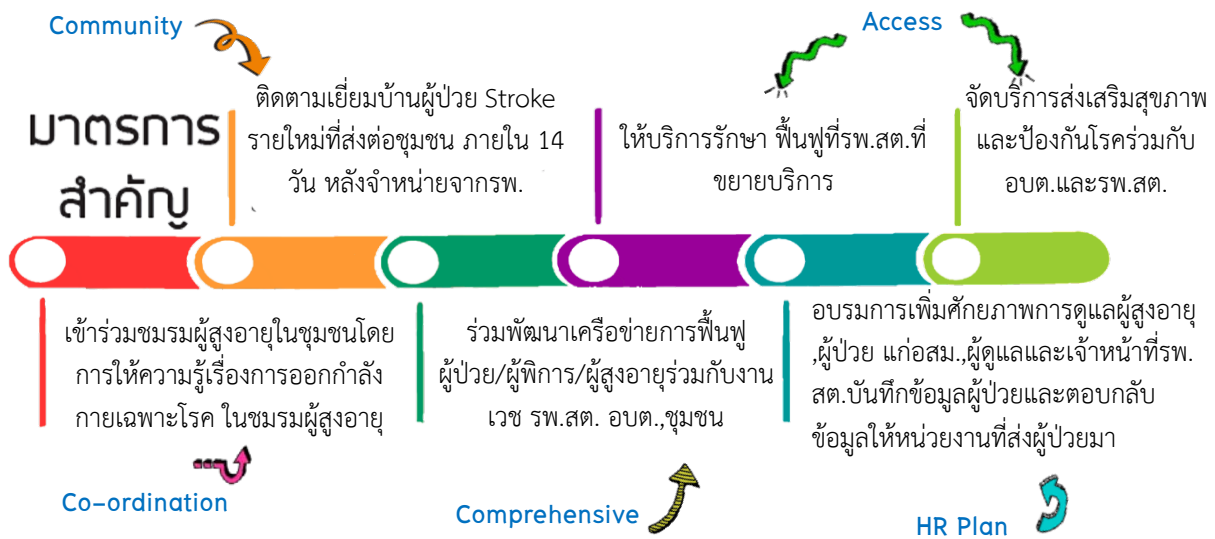 Community
Access
มาตรการ
สำคัญ
ติดตามเยี่ยมบ้านผู้ป่วย Stroke
รายใหม่ที่ส่งต่อชุมชน ภายใน 14
วัน หลังจำหน่ายจากรพ.
ให้บริการรักษา ฟื้นฟูที่รพ.สต.ที่
ขยายบริการ
จัดบริการส่งเสริมสุขภาพ
และป้องกันโรคร่วมกับ
อบต.และรพ.สต.
เข้าร่วมชมรมผู้สูงอายุในชุมชนโดย
การให้ความรู้เรื่องการออกกำลัง
กายเฉพาะโรค ในชมรมผู้สูงอายุ
ร่วมพัฒนาเครือข่ายการฟื้นฟู
ผู้ป่วย/ผู้พิการ/ผู้สูงอายุร่วมกับงาน
เวช รพ.สต. อบต.,ชุมชน
อบรมการเพิ่มศักยภาพการดูแลผู้สูงอายุ
,ผู้ป่วย แก่อสม.,ผู้ดูแลและเจ้าหน้าที่รพ.
สต.บันทึกข้อมูลผู้ป่วยและตอบกลับ
ข้อมูลให้หน่วยงานที่ส่งผู้ป่วยมา
Co-ordination
Comprehensive
HR Plan